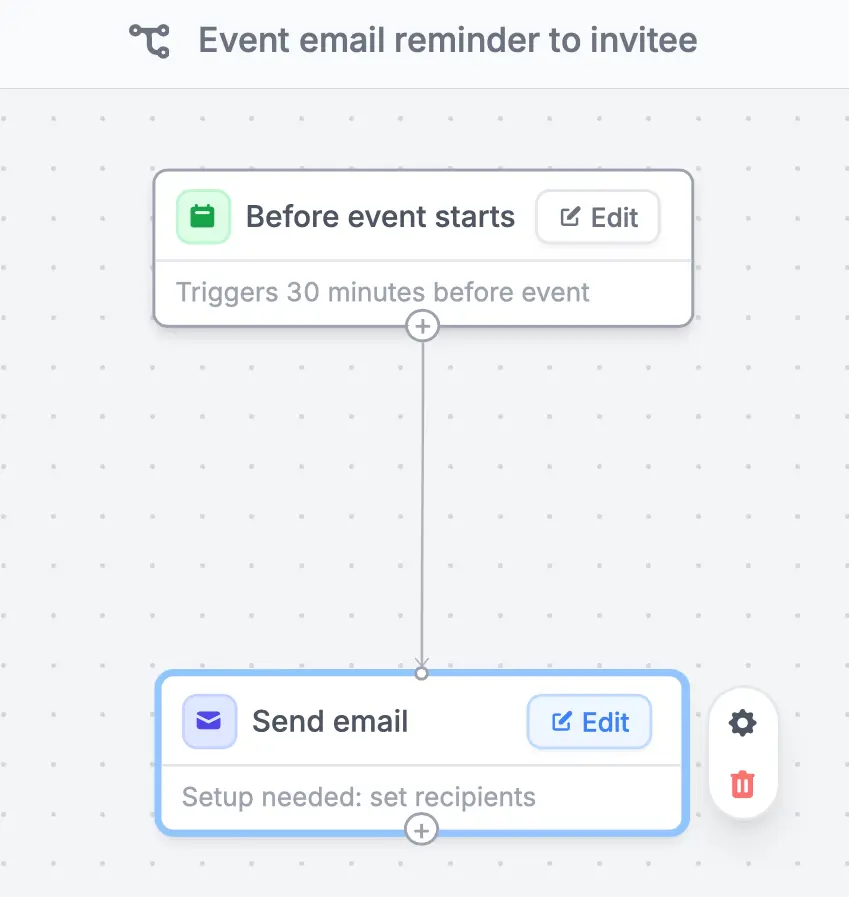 Event email reminder to invitee
Before event starts
Edit
Triggers 30 minutes before event
Send email
Edit
Setup needed: set recipients